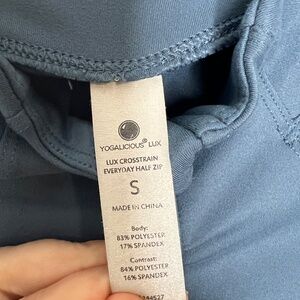 YOGALICIOUS® LUX
LUX CROSSTRAIN
EVERYDAY HALF ZIP
S
MADE IN CHINA
Body:
83% POLYESTER
17% SPANDEX
Contrast:
84% POLYESTER
16% SPANDEX